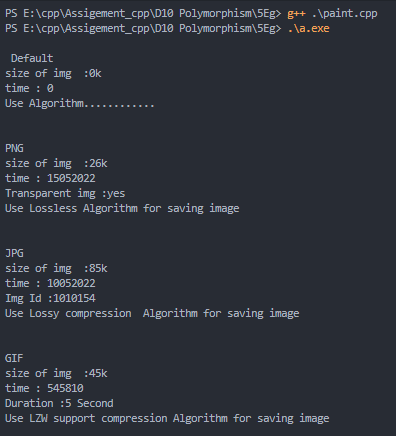 PS E:\cpp\Assigement_cpp\D10 Polymorphism\5Eg> g++ .\paint.cpp
PS E:\cpp\Assigement_cpp\D10 Polymorphism\5Eg> .\a.exe
Default
size of img  :0k
time : 0
Use Algorithm............
PNG
size of img  :26k
time : 15052022
Transparent img :yes
Use Lossless Algorithm for saving image
JPG
size of img  :85k
time : 10052022
Img Id :1010154
Use Lossy compression  Algorithm for saving image
GIF
size of img  :45k
time : 545810
Duration :5 Second
Use LZW support compression Algorithm for saving image